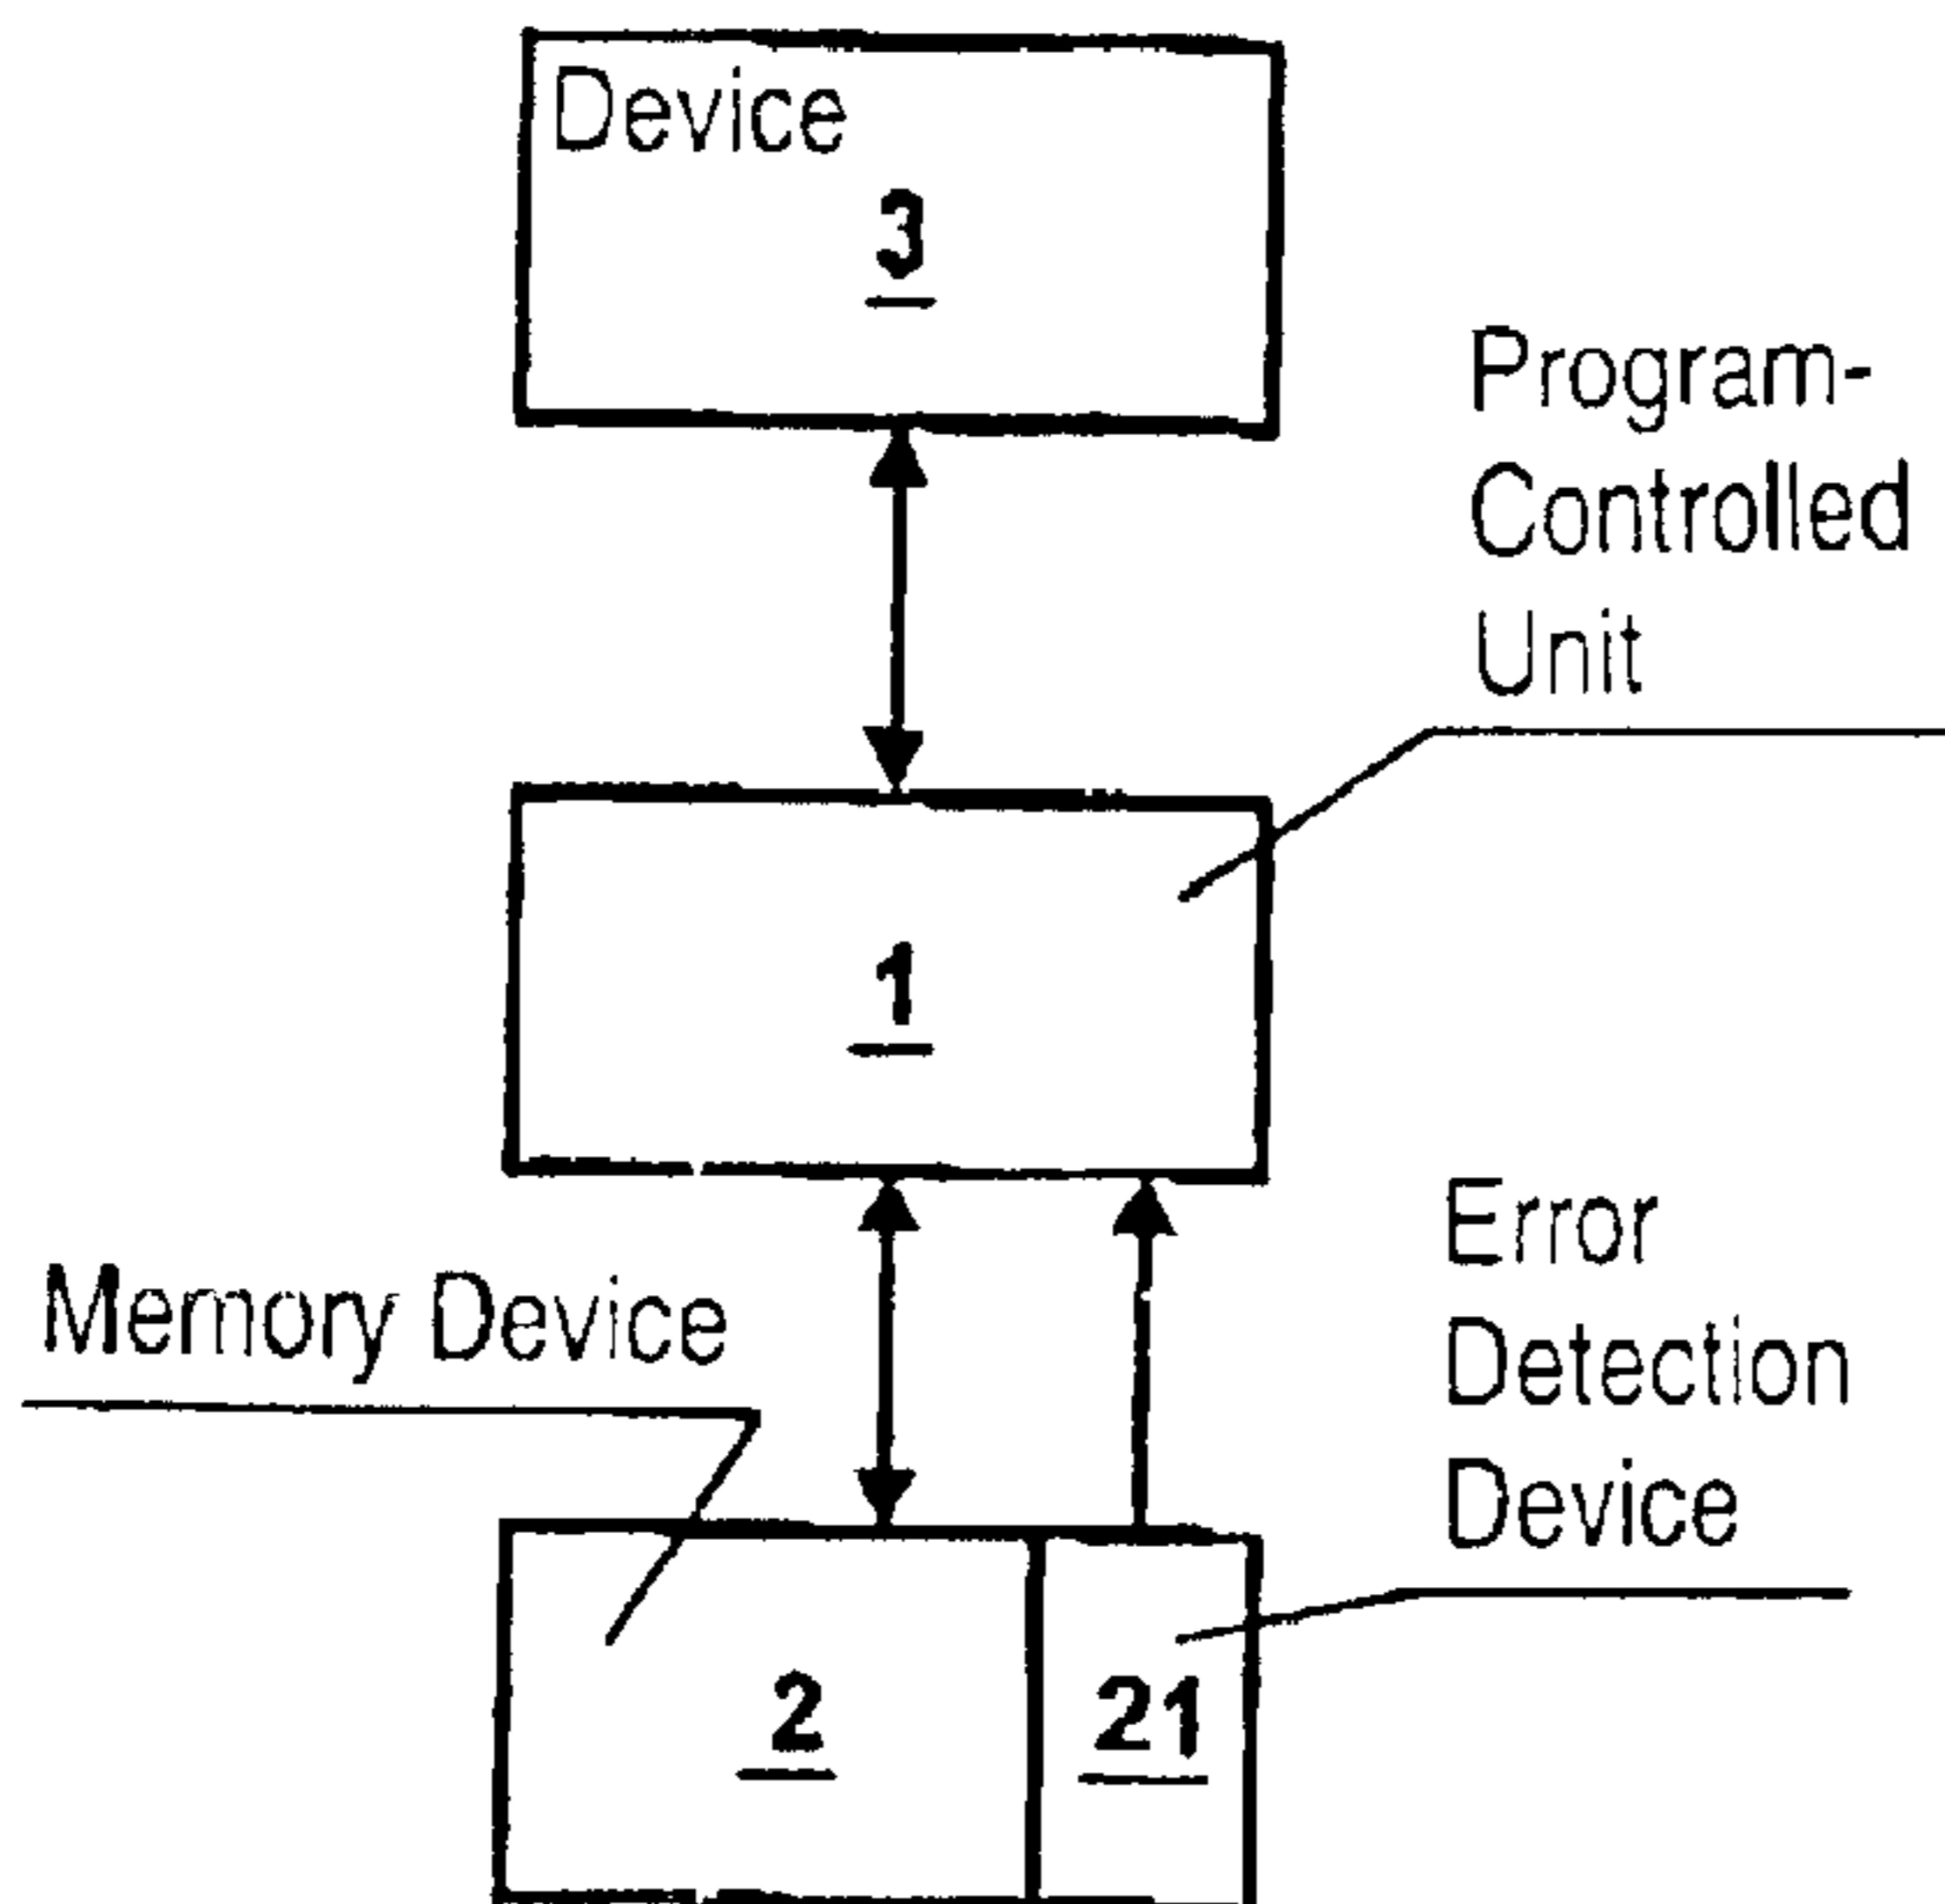 Device
3
Program-
Controlled
Unit
1
Memory Device
Error
Detection
Device
2
21